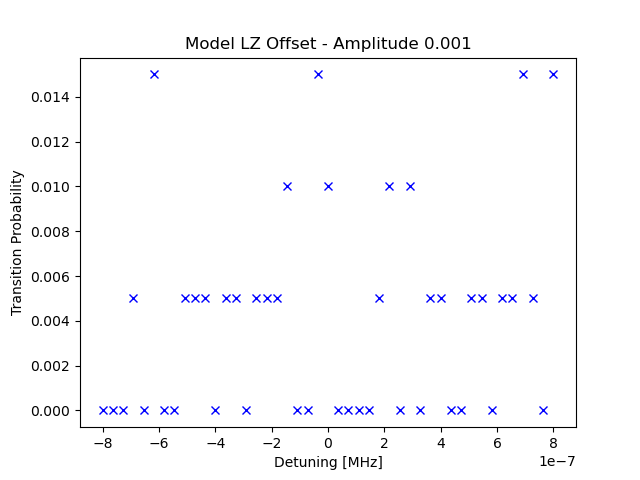 Model LZ Offset - Amplitude 0.001
0.014
0.012
0.010
0.008
0.006
0.004
0.002
0.000
Transition Probability
−8 −6 −4 −2 0 2 4 6 8
1e−7
Detuning [MHz]